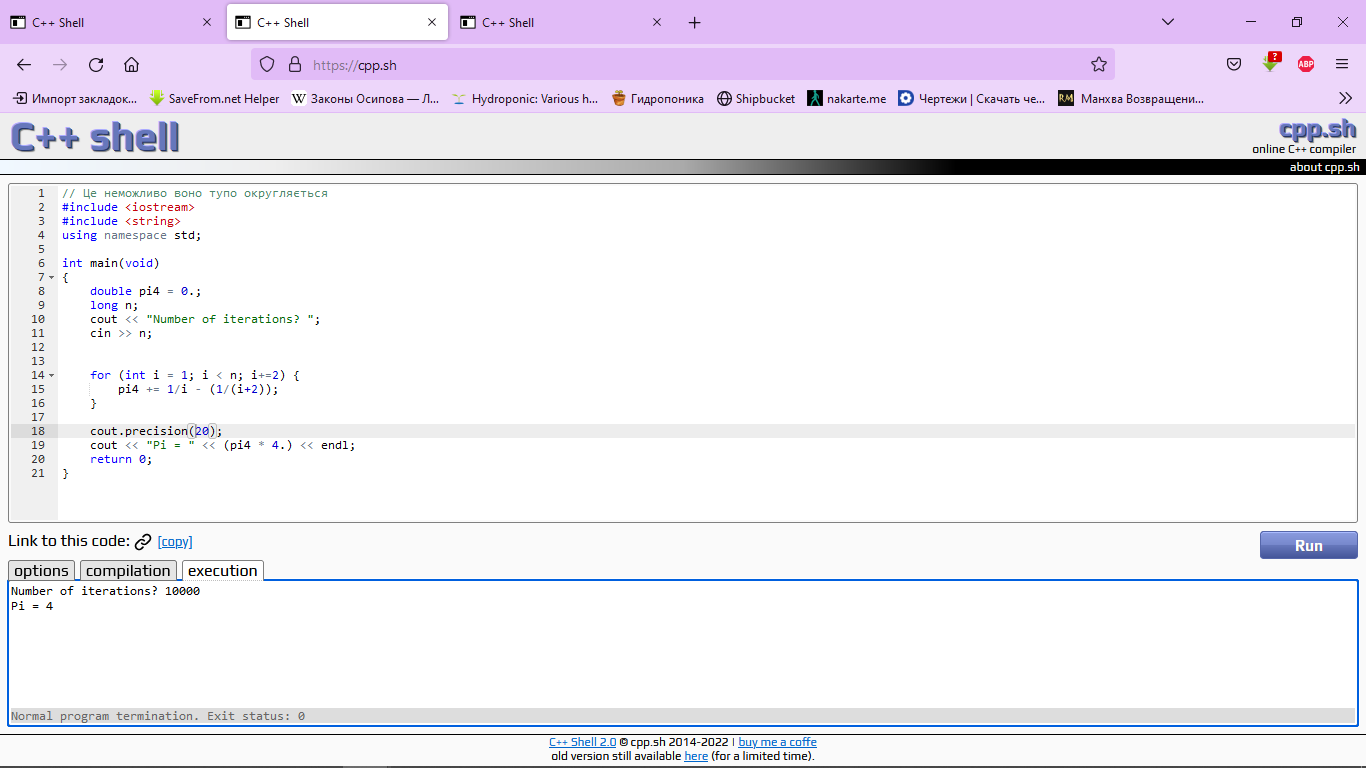 C++ Shell
C++ Shell
C++ Shell
https://cpp.sh
ABP
Импорт закладок...
SaveFrom.net Helper
W Законы Осипова — Л...
Hydroponic: Various h...
Гидропоника
Shipbucket
nakarte.me
Чертежи | Скачать че...
RM Манхва Возвращени...
C++ shell
cpp.sh
online C++ compiler
about cpp.sh
1 // Це неможливо воно тупо округляється
2 #include <iostream>
3 #include <string>
4 using namespace std;
5
6 int main(void)
7 {
8 double pi4 = 0.;
9 long n;
10 cout << "Number of iterations? ";
11 cin >> n;
12
13
14 for (int i = 1; i < n; i+=2) {
15 pi4 += 1/i - (1/(i+2));
16 }
17
18 cout.precision(20);
19 cout << "Pi = " << (pi4 * 4.) << endl;
20 return 0;
21 }
Link to this code: [copy]
Run
options compilation execution
Number of iterations? 10000
Pi = 4
Normal program termination. Exit status: 0
C++ Shell 2.0 © cpp.sh 2014-2022 | buy me a coffe
old version still available here (for a limited time).